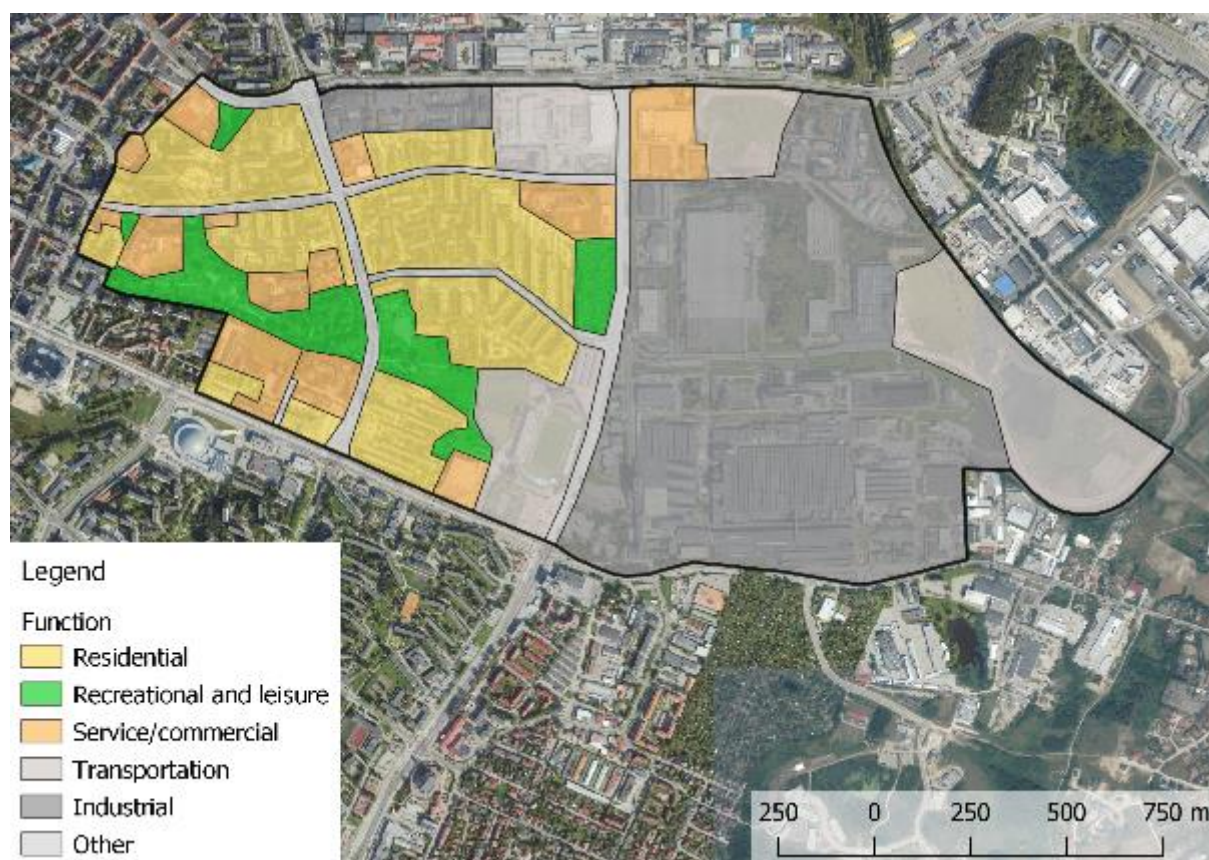 Legend
Function
Residential
Recreational and leisure
Service/commercial
Transportation
Industrial
Other
250 0 250 500 750 m